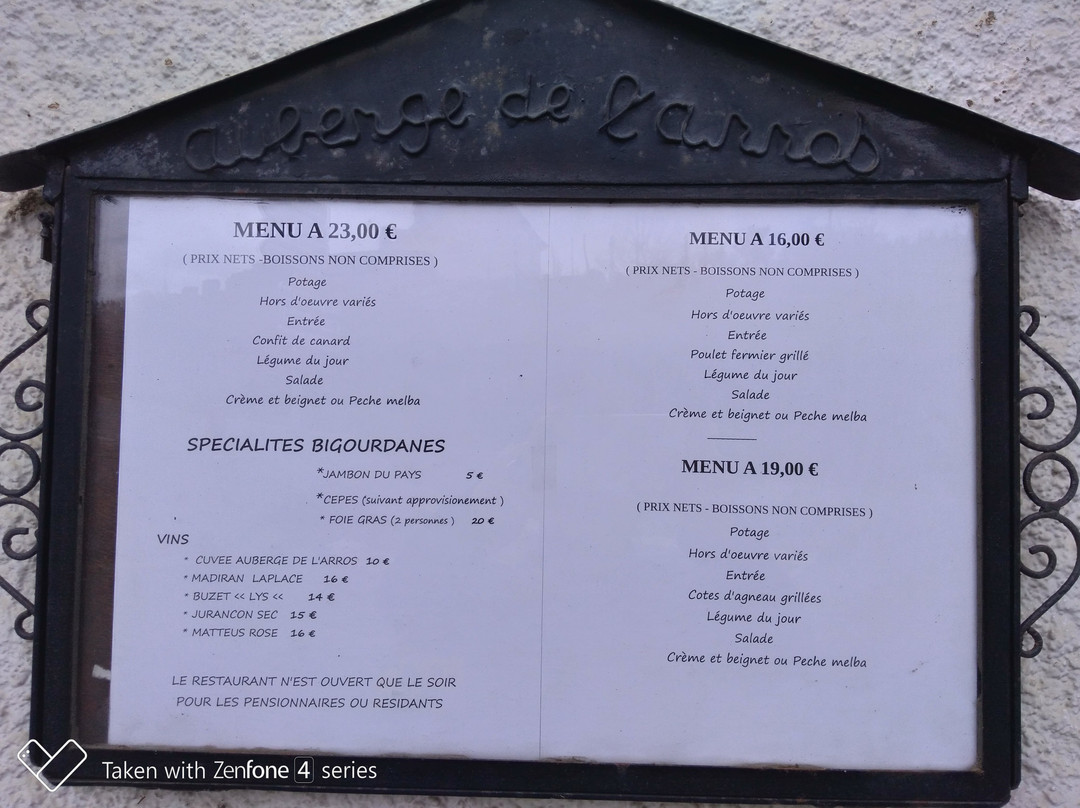 auberge de l'arros
MENU A 23,00 €
( PRIX NETS -BOISSONS NON COMPRISES )
Potage
Hors d'oeuvre variés
Entrée
Confit de canard
Légume du jour
Salade
Crème et beignet ou Peche melba
SPECIALITES BIGOURDANES
*JAMBON DU PAYS 5 €
*CEPES (suivant approvisionement )
* FOIE GRAS (2 personnes ) 20 €
VINS
* CUVEE AUBERGE DE L'ARROS 10 €
* MADIRAN LAPLACE 16 €
* BUZET << LYS << 14 €
* JURANCON SEC 15 €
* MATTEUS ROSE 16 €
LE RESTAURANT N'EST OUVERT QUE LE SOIR
POUR LES PENSIONNAIRES OU RESIDANTS
MENU A 16,00 €
( PRIX NETS - BOISSONS NON COMPRISES )
Potage
Hors d'oeuvre variés
Entrée
Poulet fermier grillé
Légume du jour
Salade
Crème et beignet ou Peche melba
MENU A 19,00 €
( PRIX NETS - BOISSONS NON COMPRISES )
Potage
Hors d'oeuvre variés
Entrée
Cotes d'agneau grillées
Légume du jour
Salade
Crème et beignet ou Peche melba
Taken with Zenfone 4 series